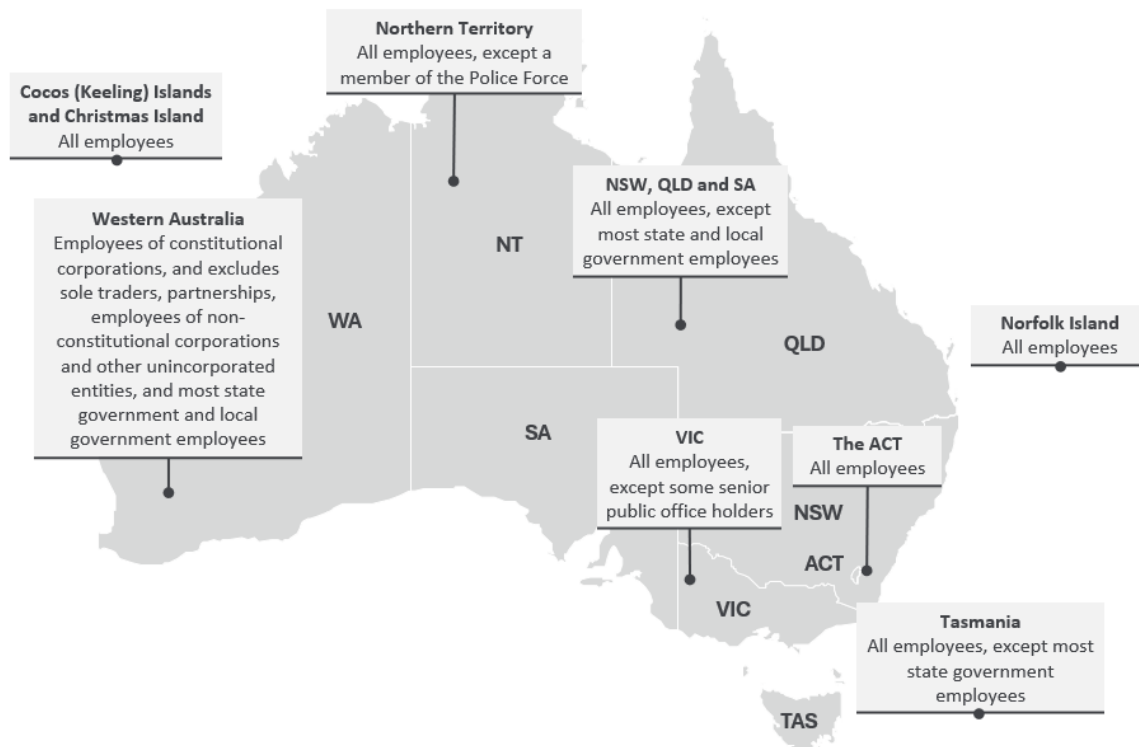 Northern Territory
All employees, except a
member of the Police Force
Cocos (Keeling) Islands
and Christmas Island
All employees
NSW, QLD and SA
All employees, except
most state and local
government employees
Western Australia
Employees of constitutional
corporations, and excludes
sole traders, partnerships,
employees of non-
constitutional corporations
and other unincorporated
entities, and most state
government and local
government employees
NT
WA
QLD
Norfolk Island
All employees
SA
VIC
All employees,
except some senior
public office holders
The ACT
All employees
NSW
ACT
VIC
Tasmania
All employees, except most
state government
employees
TAS